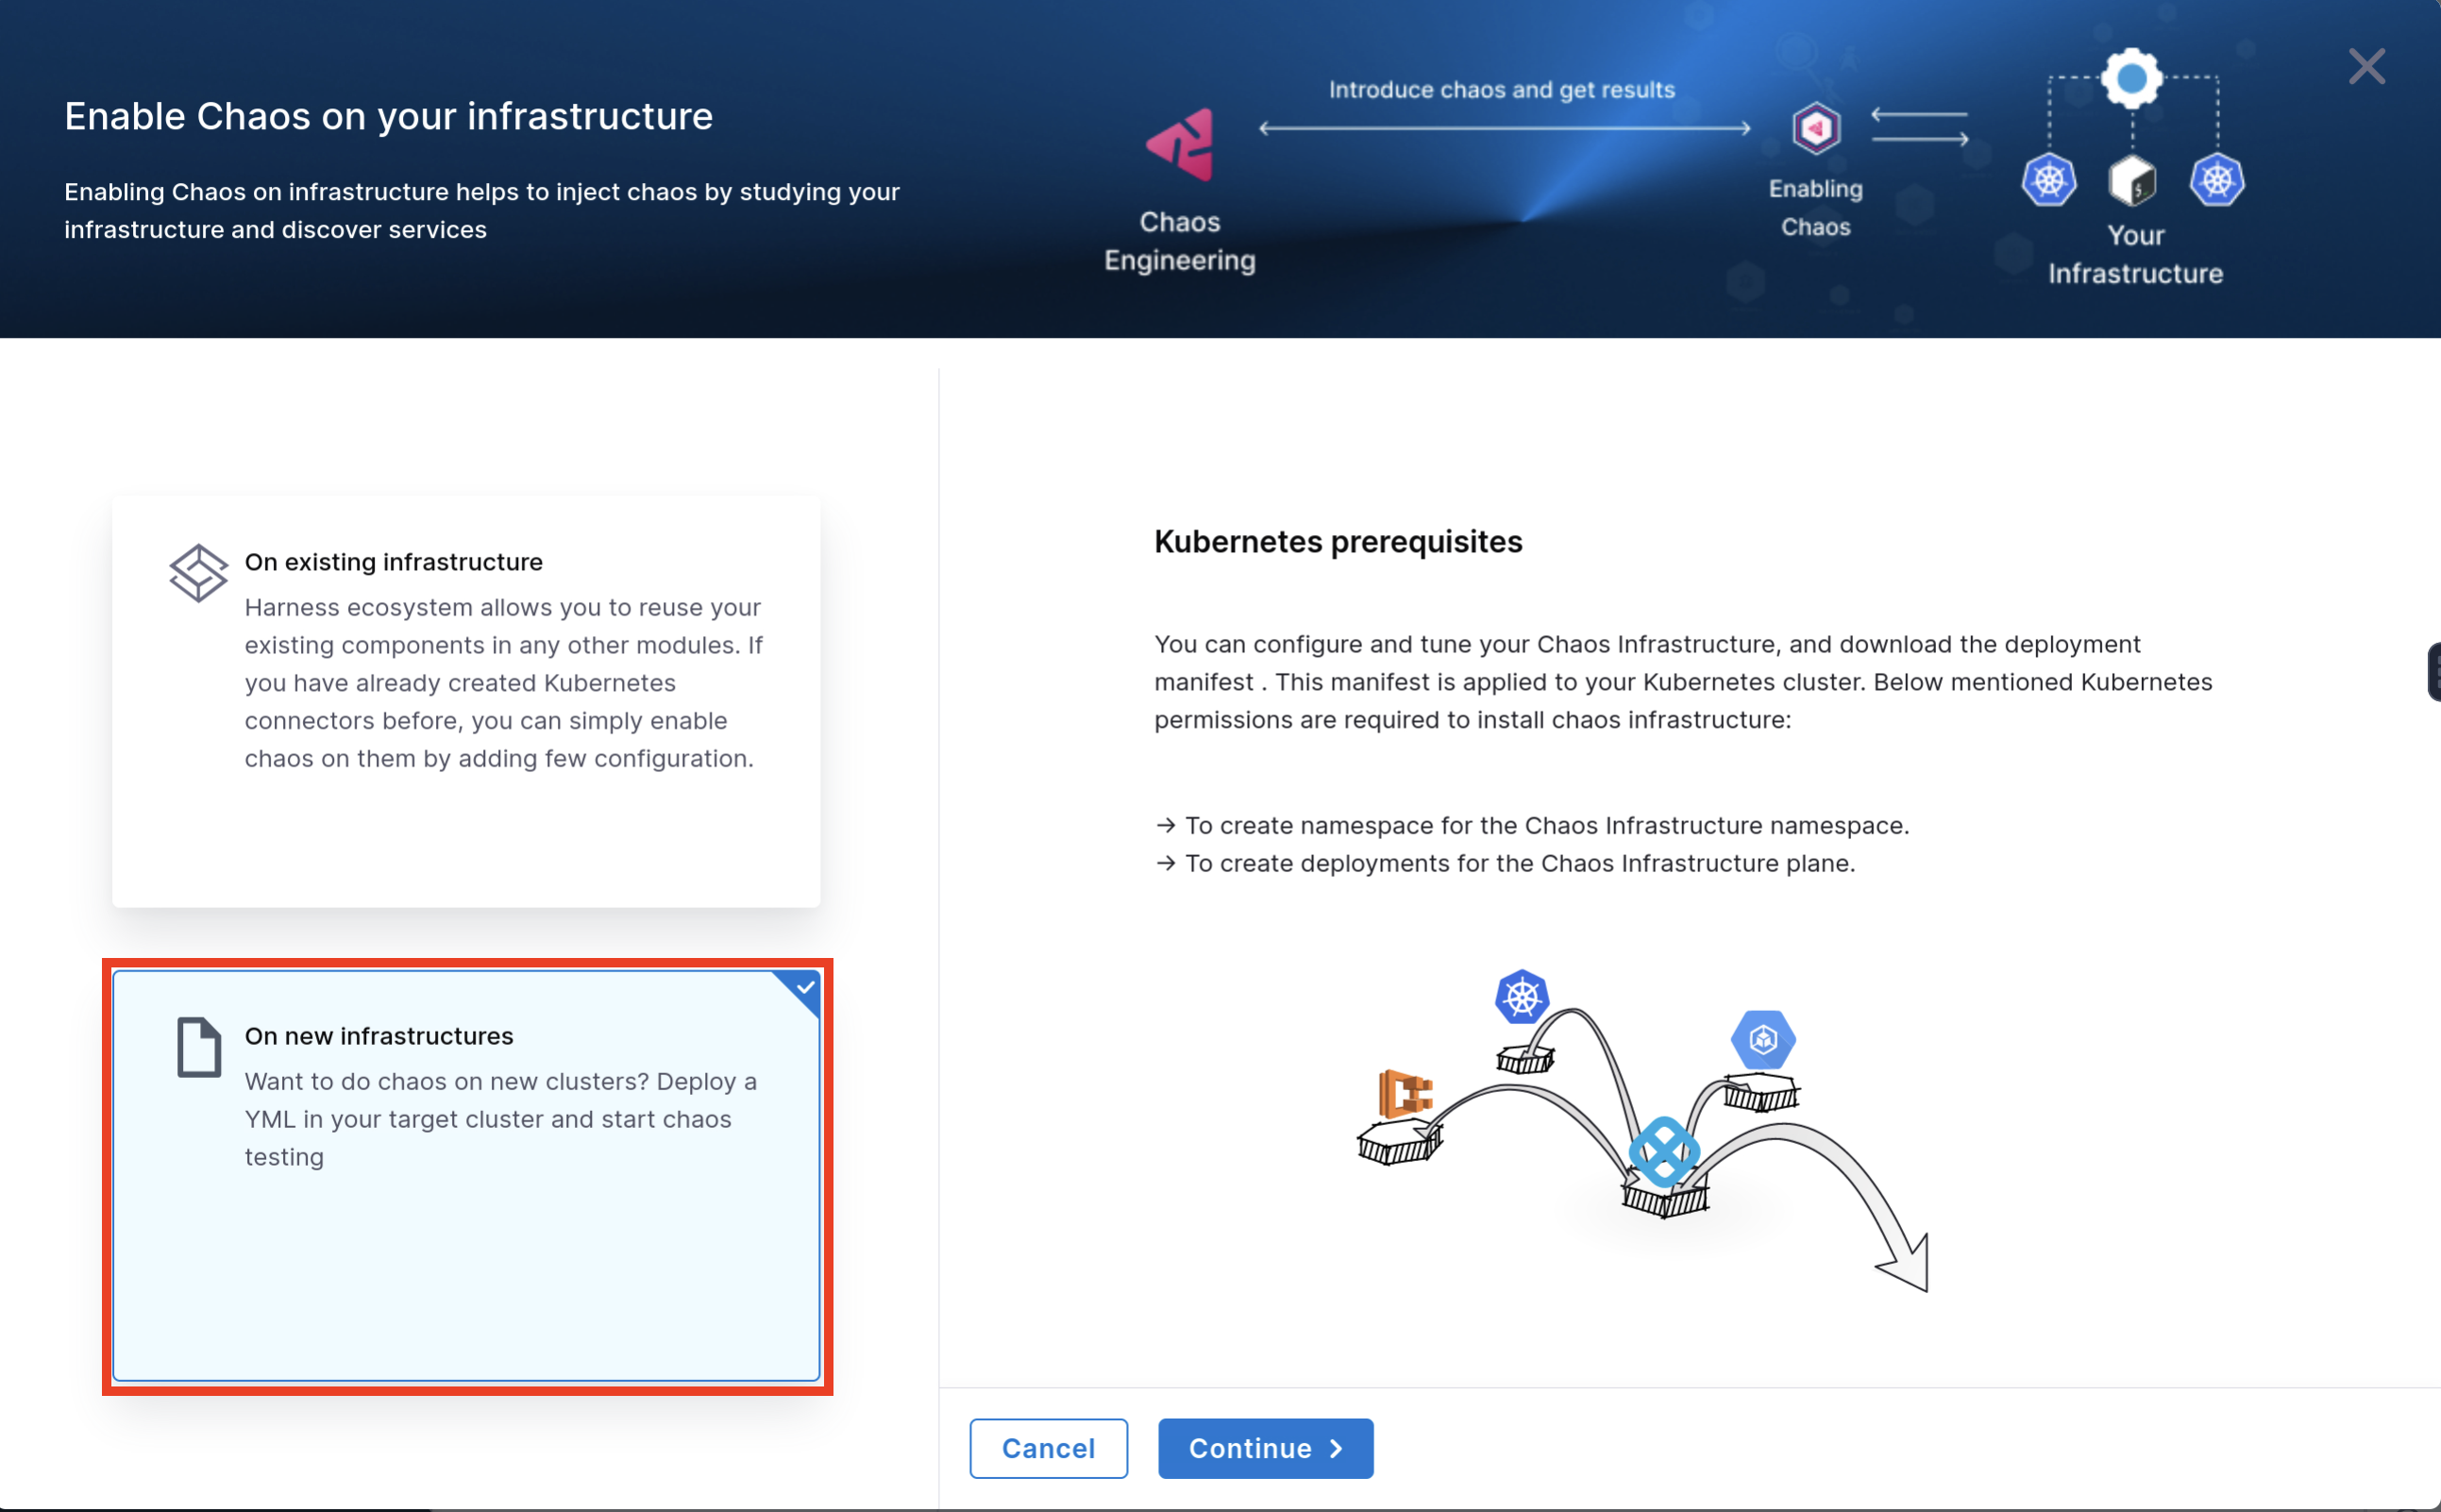 Enable Chaos on your infrastructure
Enabling Chaos on infrastructure helps to inject chaos by studying your
infrastructure and discover services
Introduce chaos and get results
Chaos
Engineering
Enabling
Chaos
Your
Infrastructure
On existing infrastructure
Harness ecosystem allows you to reuse your
existing components in any other modules. If
you have already created Kubernetes
connectors before, you can simply enable
chaos on them by adding few configuration.
On new infrastructures
Want to do chaos on new clusters? Deploy a
YML in your target cluster and start chaos
testing
Kubernetes prerequisites
You can configure and tune your Chaos Infrastructure, and download the deployment
manifest . This manifest is applied to your Kubernetes cluster. Below mentioned Kubernetes
permissions are required to install chaos infrastructure:
→ To create namespace for the Chaos Infrastructure namespace.
→ To create deployments for the Chaos Infrastructure plane.
Cancel
Continue